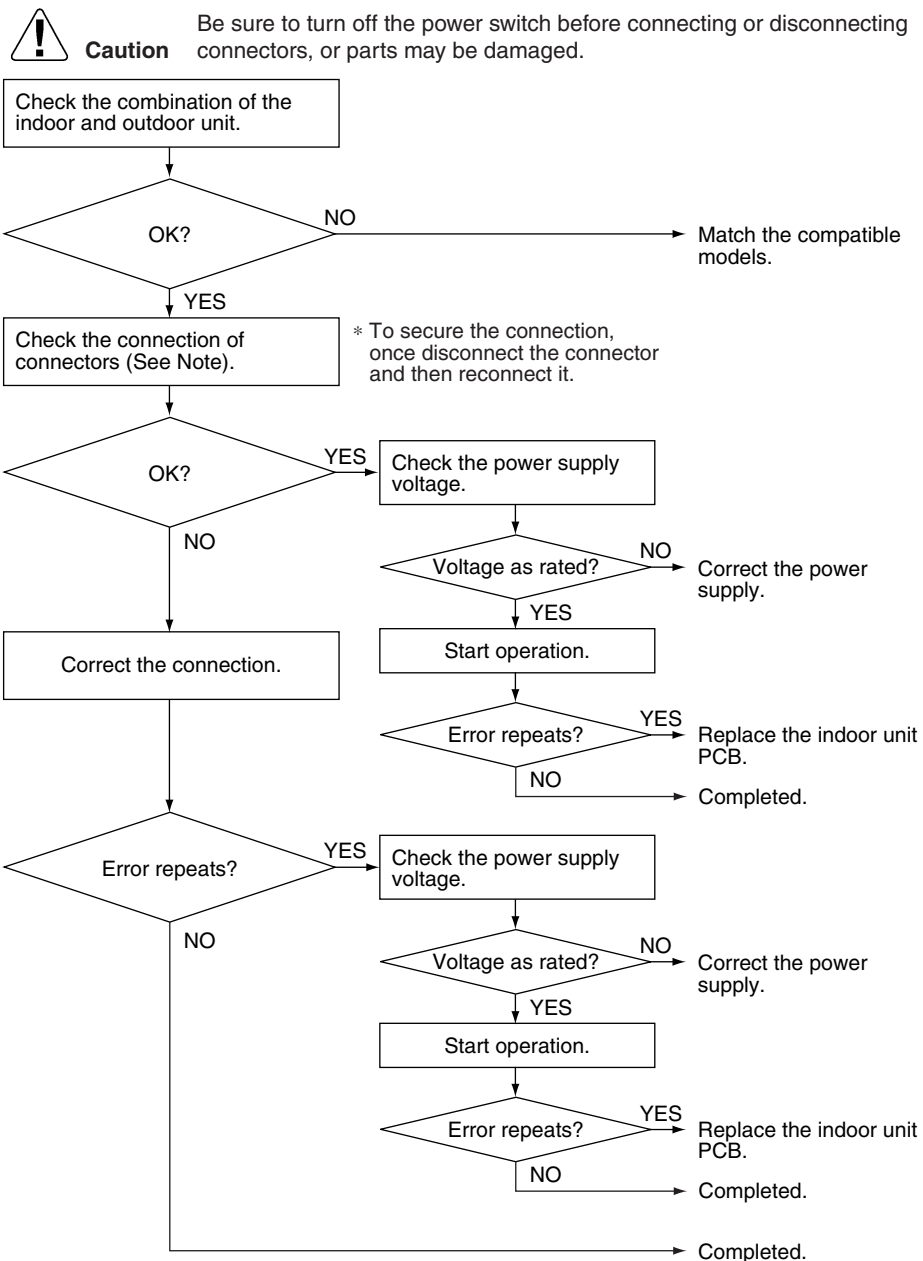 Be sure to turn off the power switch before connecting or disconnecting
Caution connectors, or parts may be damaged.
Check the combination of the
indoor and outdoor unit.
OK?
NO
Match the compatible
models.
YES
Check the connection of
connectors (See Note).
* To secure the connection,
once disconnect the connector
and then reconnect it.
OK?
YES
Check the power supply
voltage.
NO
Voltage as rated?
NO
Correct the power
supply.
YES
Correct the connection.
Start operation.
Error repeats?
YES
Replace the indoor unit
PCB.
NO
Completed.
Error repeats?
YES
Check the power supply
voltage.
NO
Voltage as rated?
NO
Correct the power
supply.
YES
Start operation.
Error repeats?
YES
Replace the indoor unit
PCB.
NO
Completed.
Completed.